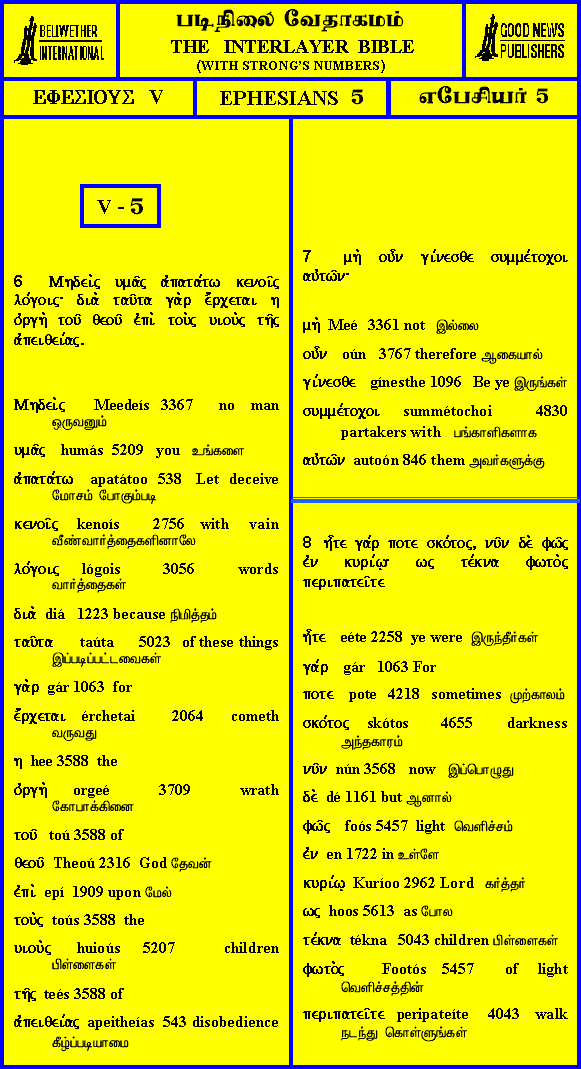 BELLWETHER
INTERNATIONAL
படிநிலை வேதாகமம்
THE INTERLAYER BIBLE
(WITH STRONG'S NUMBERS)
GOOD NEWS
PUBLISHERS
ΕΦΕΣΙΟΥΣ V
EPHESIANS 5
எபேசியர் 5
V - 5
6 Μηδεὶς υμᾶς ἀπατάτω κενοῖς
λόγοις· διὰ ταῦτα γὰρ ἔρχεται η
ὀργὴ τοῦ θεοῦ ἐπὶ τοὺς υιοὺς τῆς
ἀπειθείας.
Μηδεὶς Meedeís 3367 no man
ஒருவனும்
υμᾶς humás 5209 you உங்களை
ἀπατάτω apatátoo 538 Let deceive
மோசம் போகும்படி
κενοῖς kenoís 2756 with vain
வீண்வார்த்தைகளினாலே
λόγοις lógois 3056 words
வார்த்தைகள்
διὰ diá 1223 because நிமித்தம்
ταῦτα taúta 5023 of these things
இப்படிப்பட்டவைகள்
γὰρ gár 1063 for
ἔρχεται érchetai 2064 cometh
வருவது
η hee 3588 the
ὀργὴ orgeé 3709 wrath
கோபாக்கினை
τοῦ toú 3588 of
θεοῦ Theoú 2316 God தேவன்
ἐπὶ epí 1909 upon மேல்
τοὺς toús 3588 the
υιοὺς huioús 5207 children
பிள்ளைகள்
τῆς teés 3588 of
ἀπειθείας apeitheías 543 disobedience
கீழ்ப்படியாமை
7 μὴ οὖν γίνεσθε συμμέτοχοι
αὐτῶν·
μὴ Meé 3361 not இல்லை
οὖν oún 3767 therefore ஆகையால்
γίνεσθε gínesthe 1096 Be ye இருங்கள்
συμμέτοχοι summétochoi 4830
partakers with பங்காளிகளாக
αὐτῶν autoón 846 them அவர்களுக்கு
8 ἦτε γάρ ποτε σκότος, νῦν δὲ φῶς
ἐν κυρίῳ· ως τέκνα φωτὸς
περιπατεῖτε
ἦτε eéte 2258 ye were இருந்தீர்கள்
γάρ gár 1063 For
ποτε pote 4218 sometimes முற்காலம்
σκότος skótos 4655 darkness
அந்தகாரம்
νῦν nún 3568 now இப்பொழுது
δὲ dé 1161 but ஆனால்
φῶς foós 5457 light வெளிச்சம்
ἐν en 1722 in உள்ளே
κυρίῳ Kuríoo 2962 Lord கர்த்தர்
ως hoos 5613 as போல
τέκνα tékna 5043 children பிள்ளைகள்
φωτὸς Footós 5457 of light
வெளிச்சத்தின்
περιπατεῖτε peripateíte 4043 walk
நடந்து கொள்ளுங்கள்